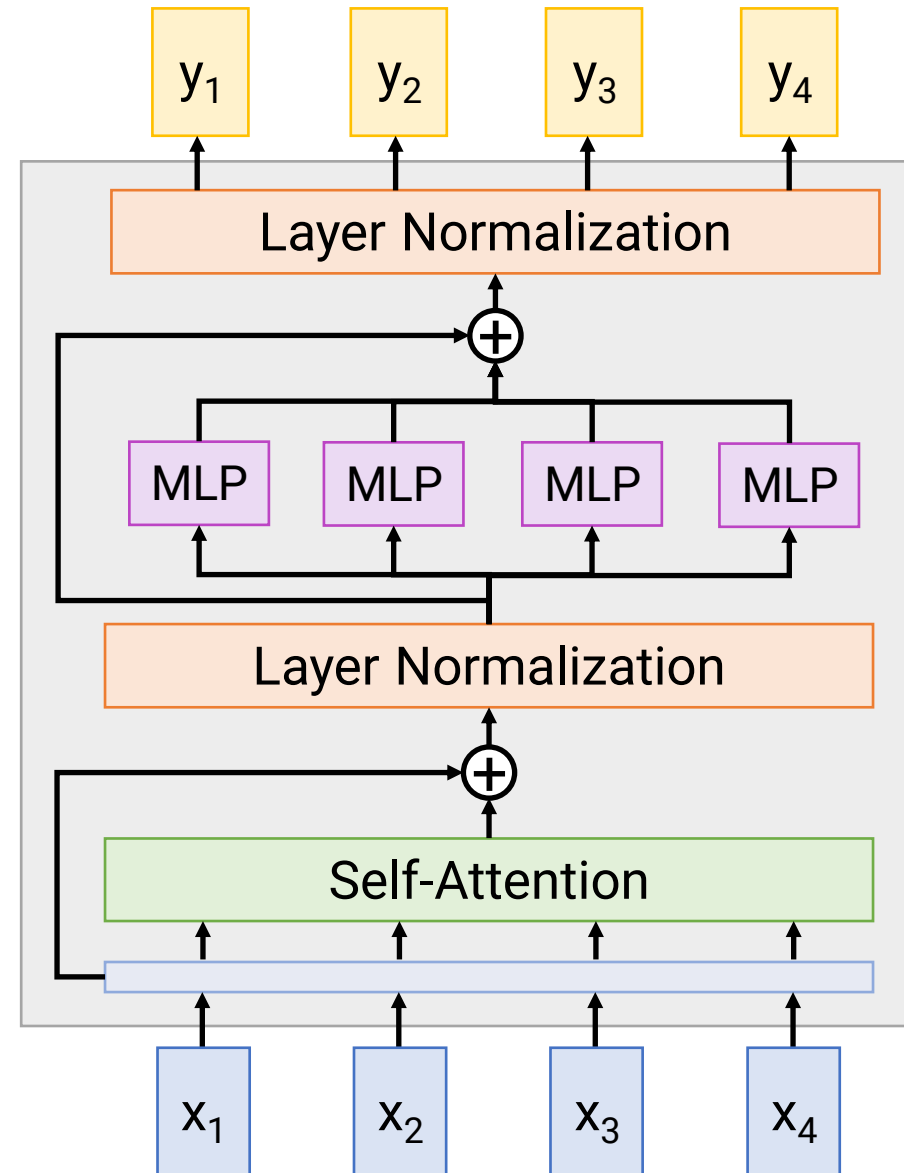 y₁ y₂ y₃ y₄
Layer Normalization
+
MLP MLP MLP MLP
Layer Normalization
+
Self-Attention
x₁ x₂ x₃ x₄